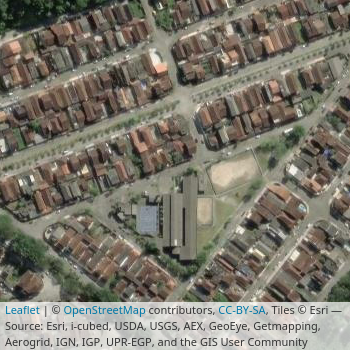 Leaflet | © OpenStreetMap contributors, CC-BY-SA, Tiles © Esri —
Source: Esri, i-cubed, USDA, USGS, AEX, GeoEye, Getmapping,
Aerogrid, IGN, IGP, UPR-EGP, and the GIS User Community